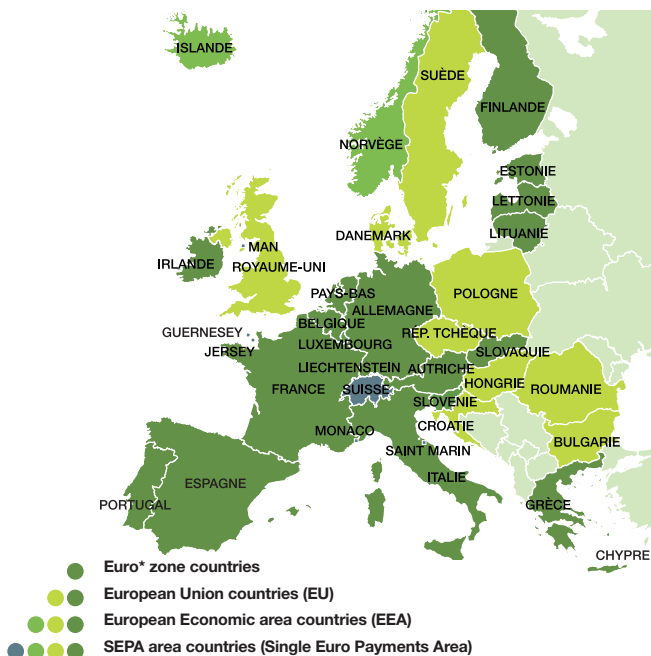 ISLANDE
SUÈDE
FINLANDE
NORVÈGE
ESTONIE
LETTONIE
LITUANIE
DANEMARK
MAN
IRLANDE
ROYAUME-UNI
PAYS-BAS
POLOGNE
ALLEMAGNE
BELGIQUE
GUERNESEY
RÉP. TCHÈQUE
LUXEMBOURG
JERSEY
SLOVAQUIE
LIECHTENSTEIN
AUTRICHE
FRANCE
SUISSE
HONGRIE
ROUMANIE
SLOVENIE
MONACO
CROATIE
BULGARIE
SAINT MARIN
ESPAGNE
ITALIE
PORTUGAL
GRÈCE
CHYPRE
Euro* zone countries
European Union countries (EU)
European Economic area countries (EEA)
SEPA area countries (Single Euro Payments Area)